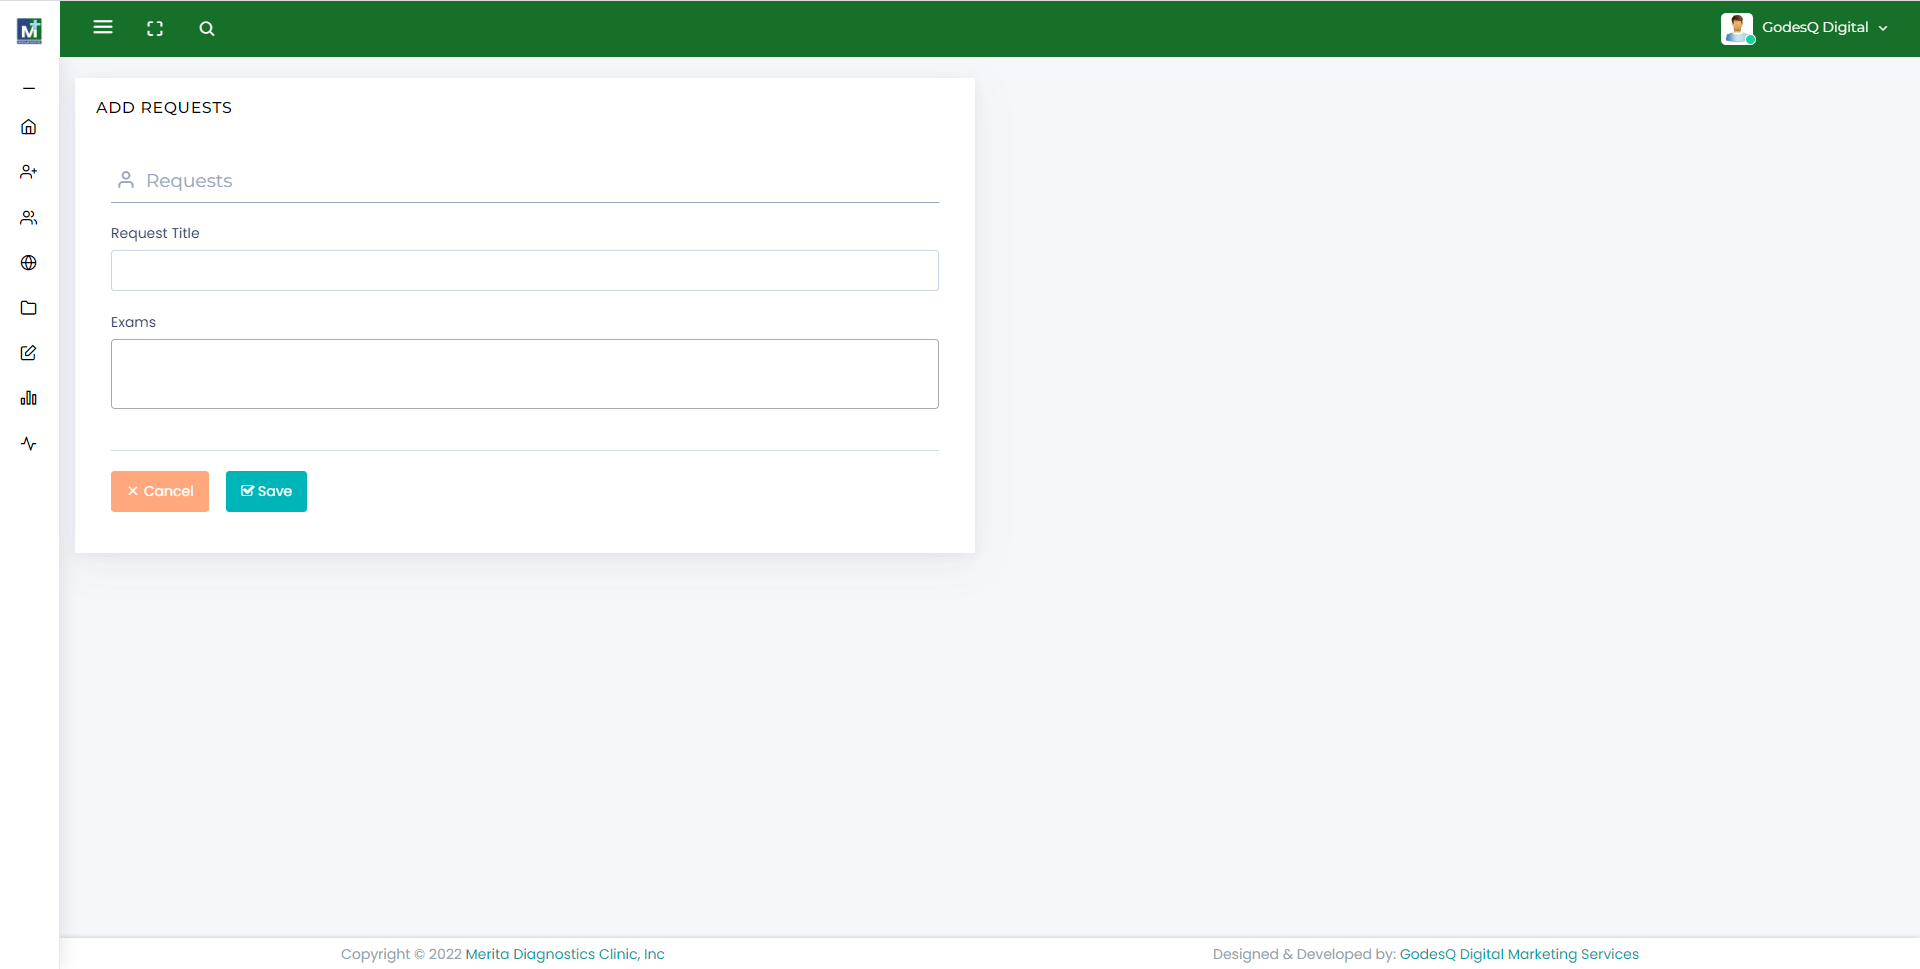 M
GodesQ Digital
ADD REQUESTS
Requests
Request Title
Exams
Cancel
Save
Copyright © 2022 Merita Diagnostics Clinic, Inc
Designed & Developed by: GodesQ Digital Marketing Services